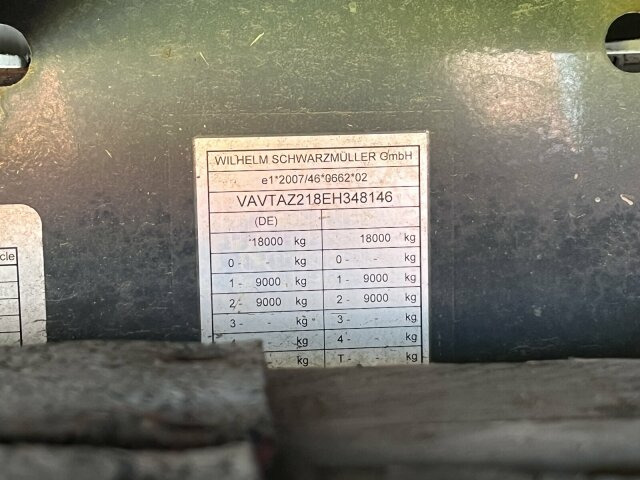 WILHELM SCHWARZMÜLLER GmbH
e1*2007/46*0662*02
VAVTAZ218EH348146
(DE)
18000 kg 18000 kg
0 - - kg 0 - - kg
1 - 9000 kg 1 - 9000 kg
2 - 9000 kg 2 - 9000 kg
3 - - kg 3 - - kg
4 - - kg 4 - - kg
kg T - - kg
cle